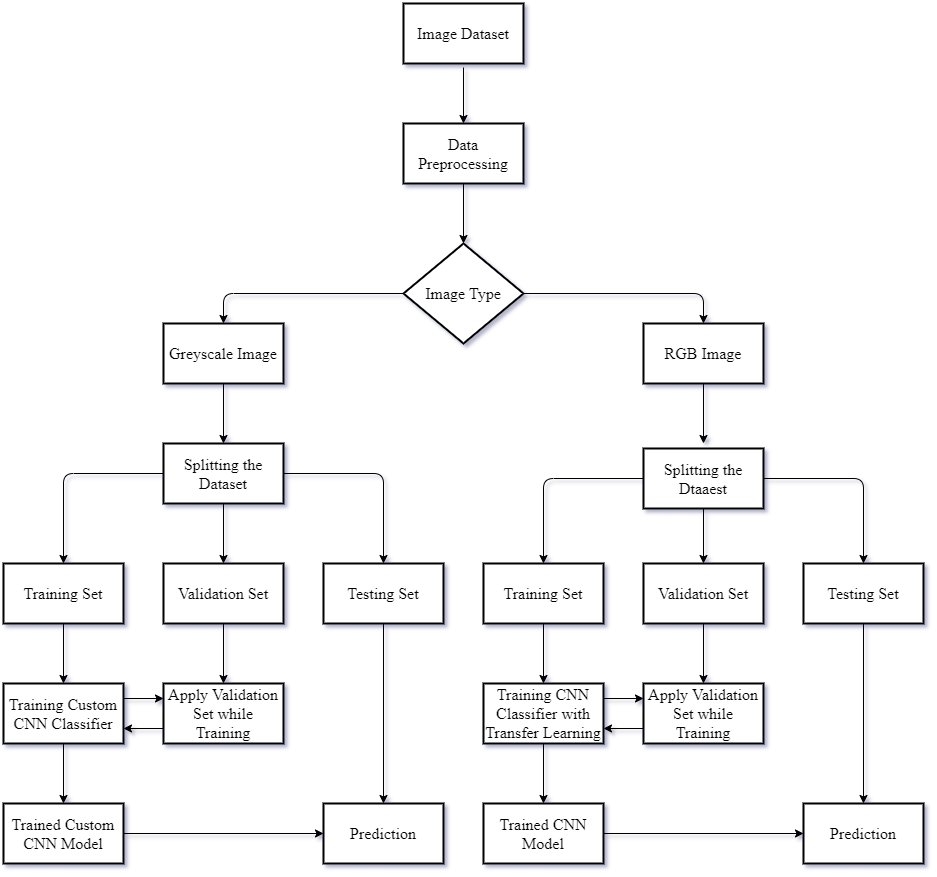 Image Dataset
Data
Preprocessing
Image Type
Greyscale Image
RGB Image
Splitting the
Dataset
Splitting the
Dtaaest
Training Set
Validation Set
Testing Set
Training Set
Validation Set
Testing Set
Training Custom
CNN Classifier
Apply Validation
Set while
Training
Training CNN
Classifier with
Transfer Learning
Apply Validation
Set while
Training
Trained Custom
CNN Model
Prediction
Trained CNN
Model
Prediction